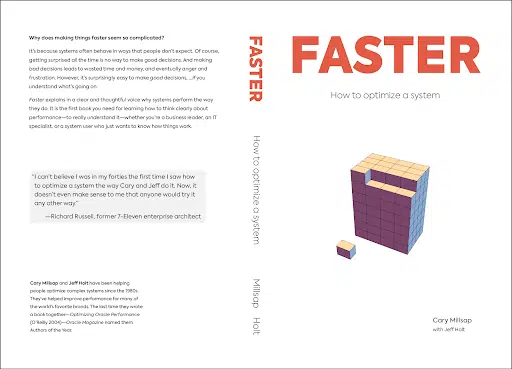 Why does making things faster seem so complicated?
It's because systems often behave in ways that people don't expect. Of course,
getting surprised all the time is no way to make good decisions. And making
bad decisions leads to wasted time and money, and eventually anger and
frustration. However, it's surprisingly easy to make good decisions, ...if you
understand what's going on.
Faster explains in a clear and thoughtful voice why systems perform the way
they do. It is the first book you need for learning how to think clearly about
performance—to really understand it—whether you're a business leader, an IT
specialist, or a system user who just wants to know how things work.
"I can't believe I was in my forties the first time I saw how
to optimize a system the way Cary and Jeff do it. Now, it
doesn't even make sense to me that anyone would try it
any other way."
—Richard Russell, former 7-Eleven enterprise architect
Cary Millsap and Jeff Holt have been helping
people optimize complex systems since the 1980s.
They've helped improve performance for many of
the world's favorite brands. The last time they wrote
a book together—Optimizing Oracle Performance
(O'Reilly 2004)—Oracle Magazine named them
Authors of the Year.
FASTER
How to optimize a system
Millsap Holt
FASTER
How to optimize a system
Cary Millsap
with Jeff Holt